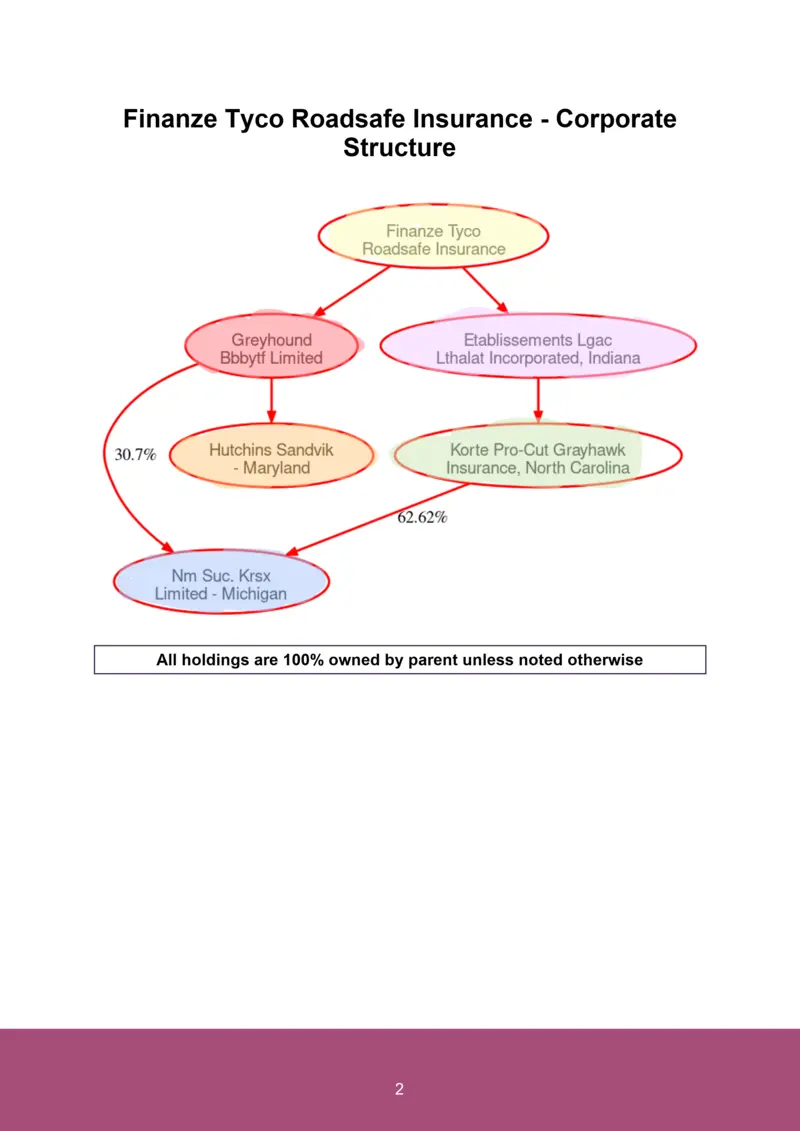 Finanze Tyco Roadsafe Insurance - Corporate
Structure
Finanze Tyco
Roadsafe Insurance
Greyhound
Bbbytf Limited
Etablissements Lgac
Lthalat Incorporated, Indiana
30.7%
Hutchins Sandvik
- Maryland
Korte Pro-Cut Grayhawk
Insurance, North Carolina
62.62%
Nm Suc. Krsx
Limited - Michigan
All holdings are 100% owned by parent unless noted otherwise
2